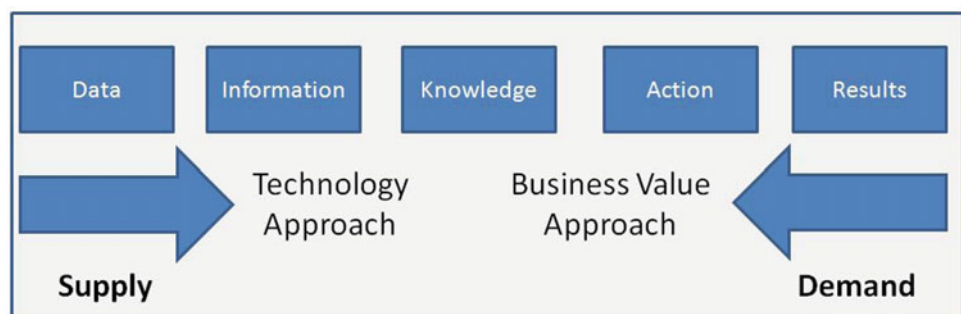 Data
Information
Knowledge
Action
Results
Technology
Approach
Business Value
Approach
Supply
Demand